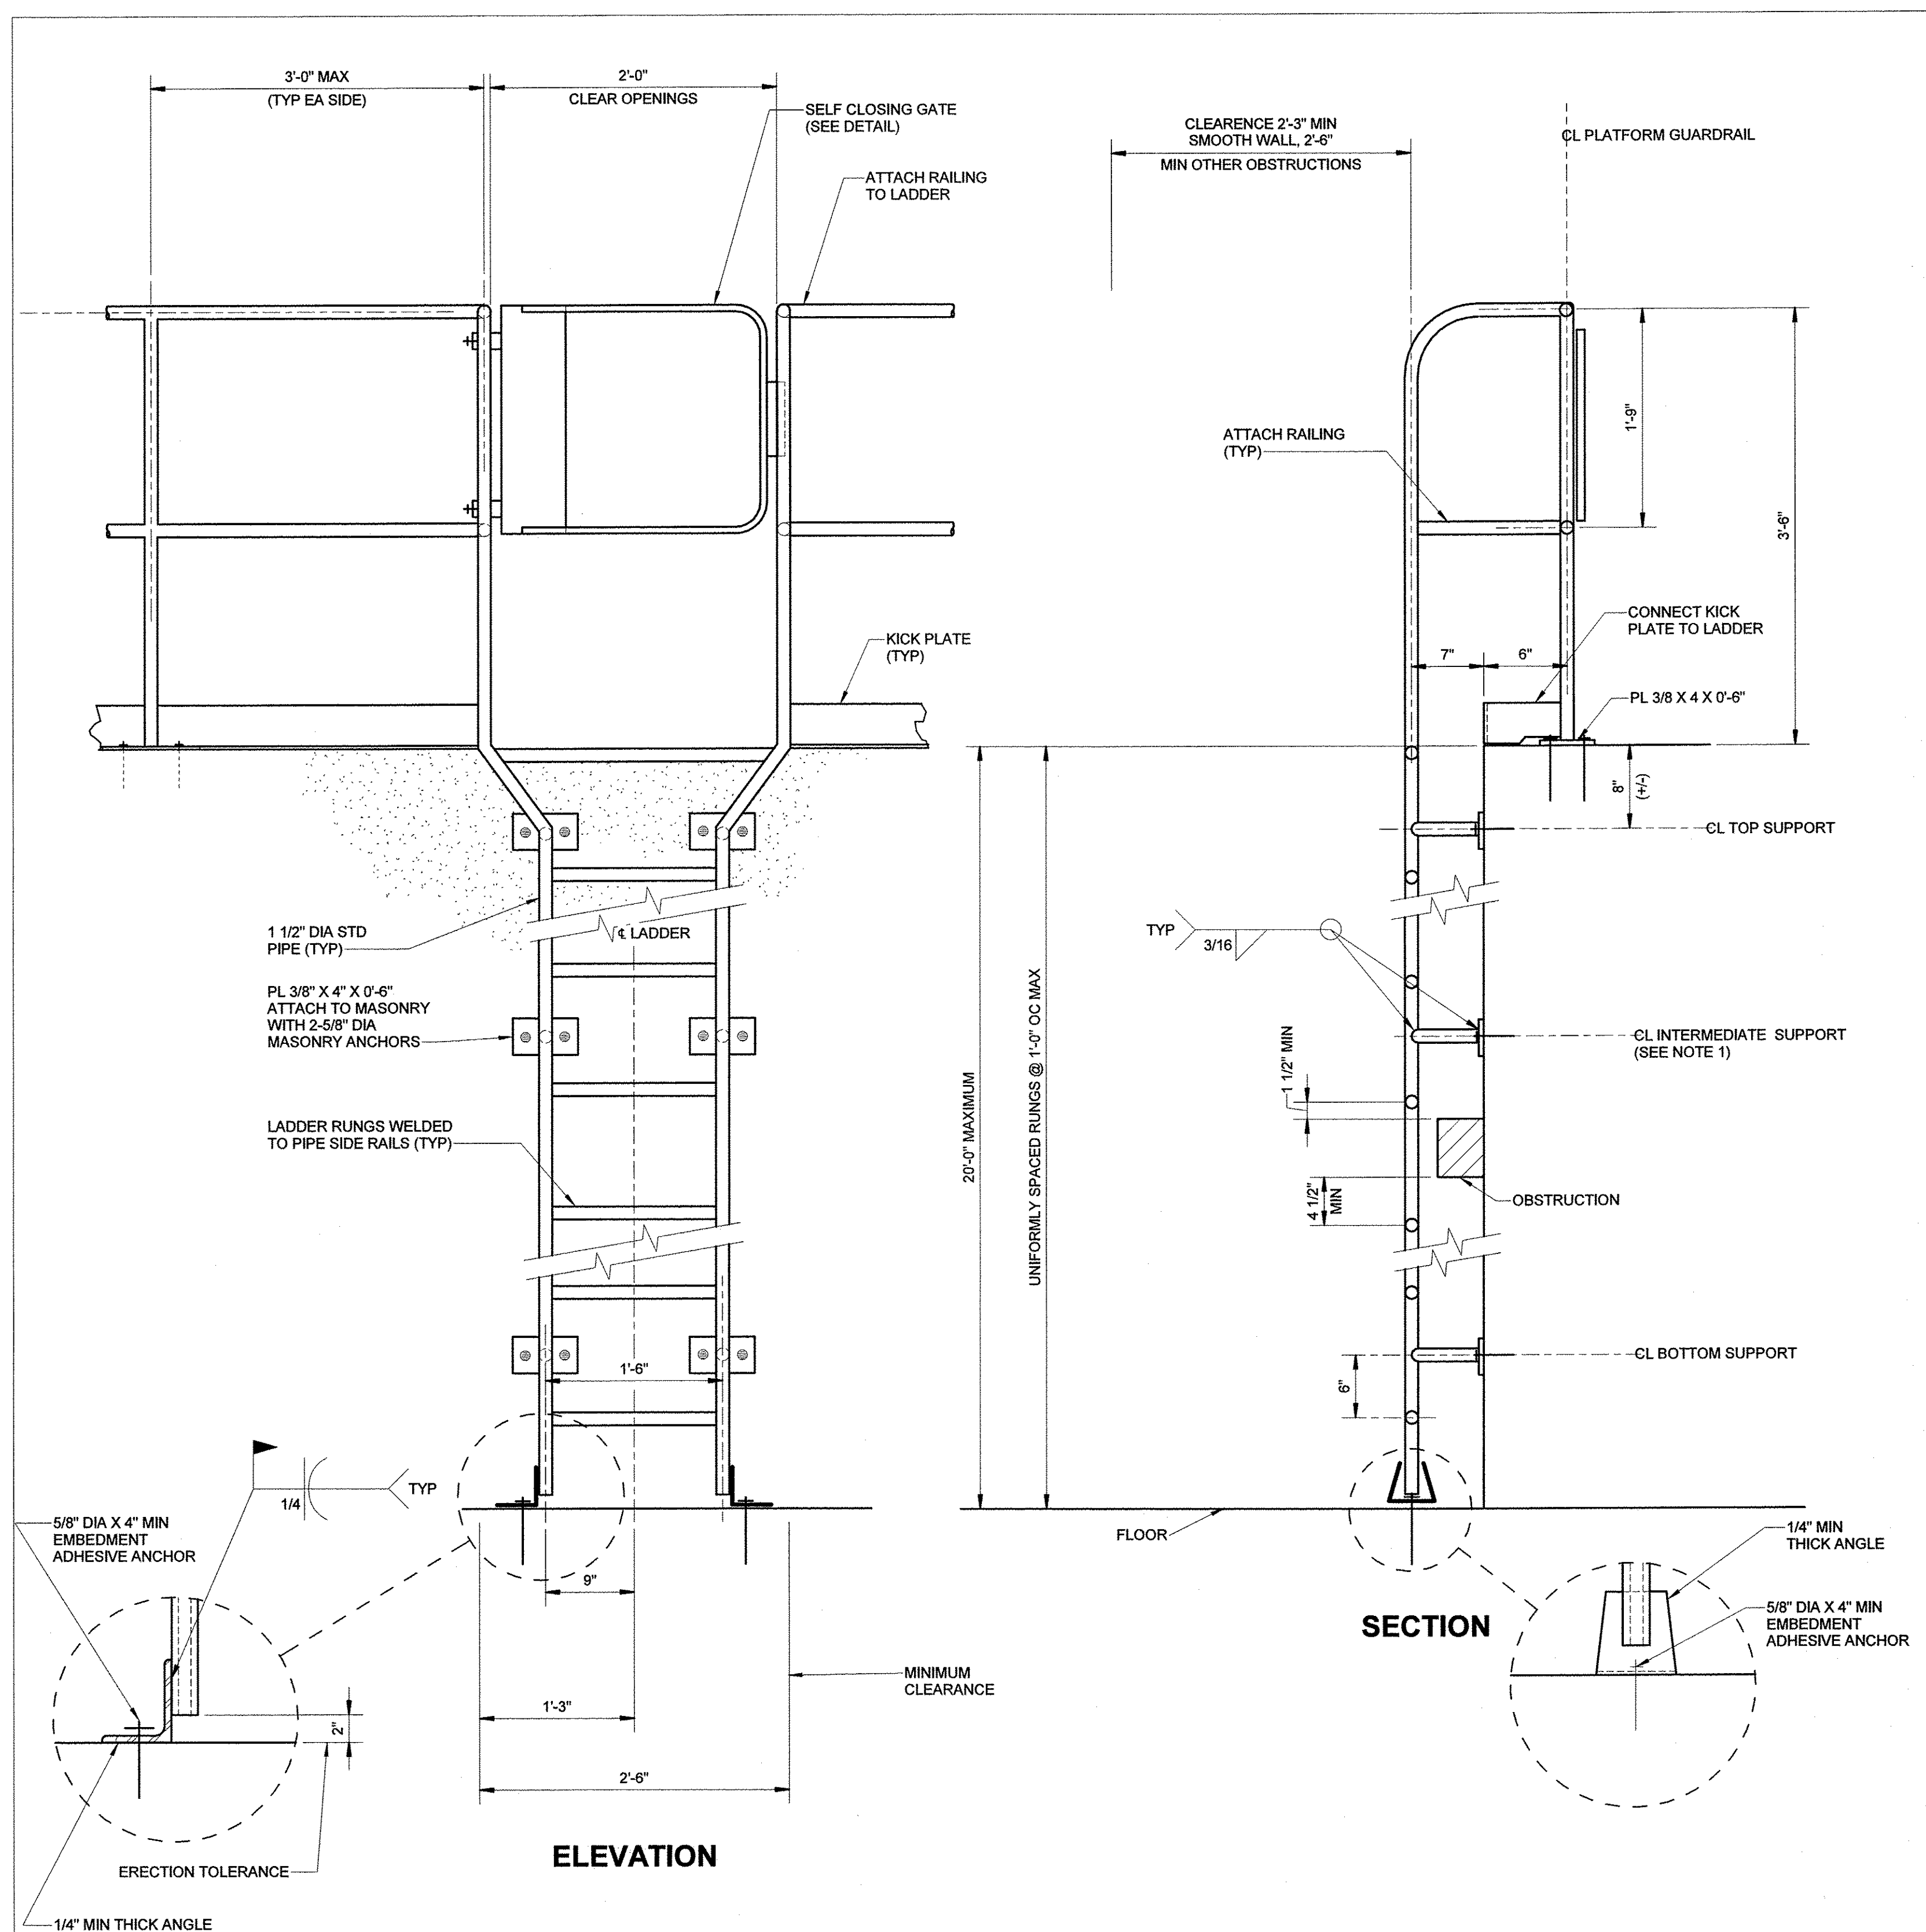 3'-0" MAX
(TYP EA SIDE)
2'-0"
CLEAR OPENINGS
SELF CLOSING GATE
(SEE DETAIL)
ATTACH RAILING
TO LADDER
KICK PLATE
(TYP)
1 1/2" DIA STD
PIPE (TYP)
℄ LADDER
PL 3/8" X 4" X 0'-6"
ATTACH TO MASONRY
WITH 2-5/8" DIA
MASONRY ANCHORS
LADDER RUNGS WELDED
TO PIPE SIDE RAILS (TYP)
1'-6"
TYP
1/4
5/8" DIA X 4" MIN
EMBEDMENT
ADHESIVE ANCHOR
9"
2"
1'-3"
2'-6"
MINIMUM
CLEARANCE
ERECTION TOLERANCE
1/4" MIN THICK ANGLE
ELEVATION
CLEARENCE 2'-3" MIN
SMOOTH WALL, 2'-6"
MIN OTHER OBSTRUCTIONS
CL PLATFORM GUARDRAIL
ATTACH RAILING
(TYP)
1'-9"
3'-6"
CONNECT KICK
PLATE TO LADDER
7"
6"
PL 3/8 X 4 X 0'-6"
8"
(+/-)
CL TOP SUPPORT
TYP
3/16
CL INTERMEDIATE SUPPORT
(SEE NOTE 1)
20'-0" MAXIMUM
UNIFORMLY SPACED RUNGS @ 1'-0" OC MAX
1 1/2" MIN
4 1/2"
MIN
OBSTRUCTION
CL BOTTOM SUPPORT
6"
FLOOR
1/4" MIN
THICK ANGLE
5/8" DIA X 4" MIN
EMBEDMENT
ADHESIVE ANCHOR
SECTION